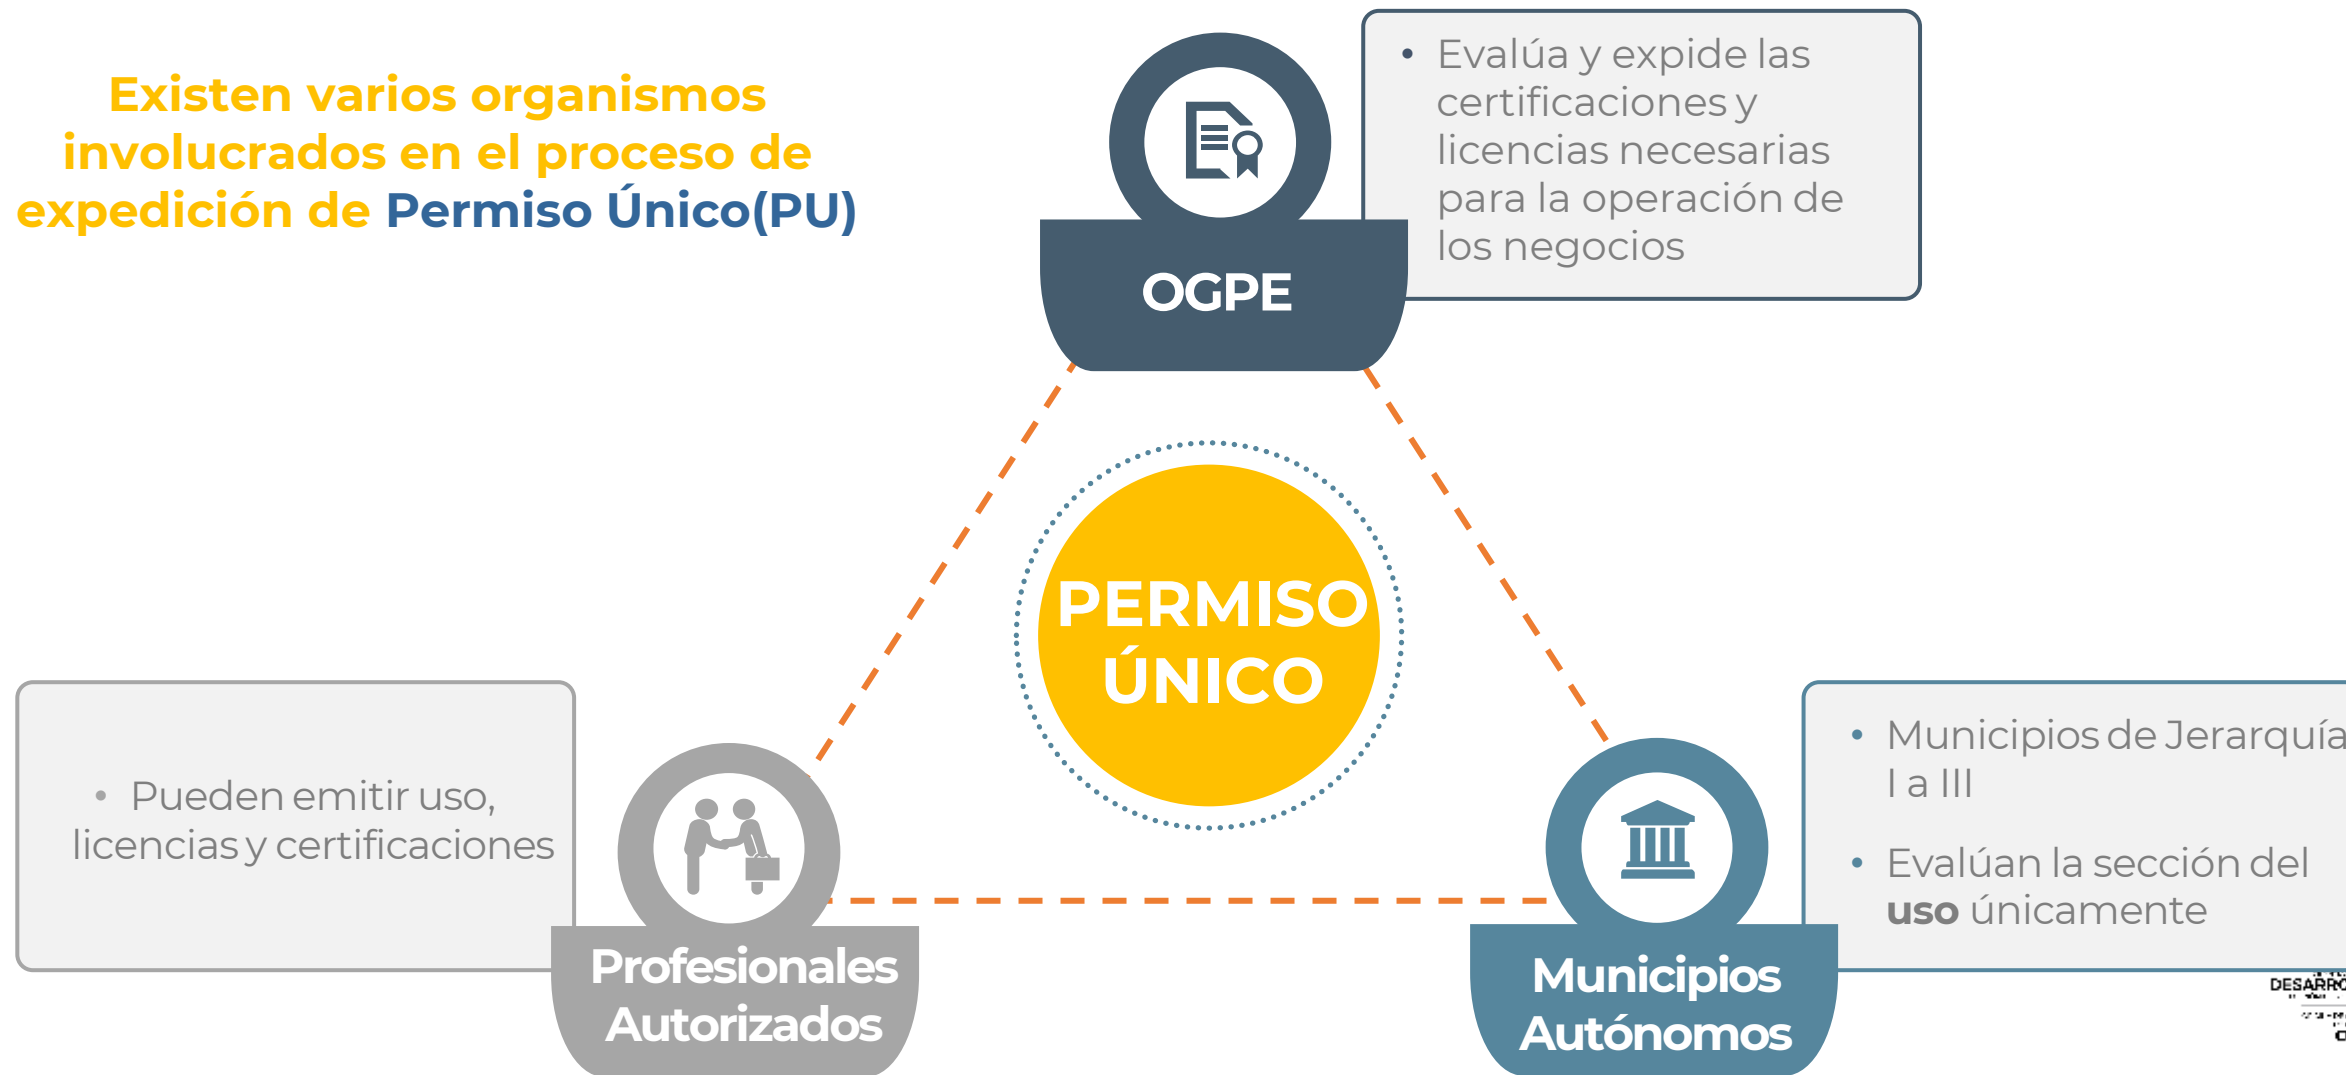 Existen varios organismos
involucrados en el proceso de
expedición de Permiso Único(PU)
• Evalúa y expide las
certificaciones y
licencias necesarias
para la operación de
los negocios
OGPE
PERMISO
ÚNICO
• Pueden emitir uso,
licencias y certificaciones
Profesionales
Autorizados
• Municipios de Jerarquía
I a III
• Evalúan la sección del
uso únicamente
Municipios
Autónomos